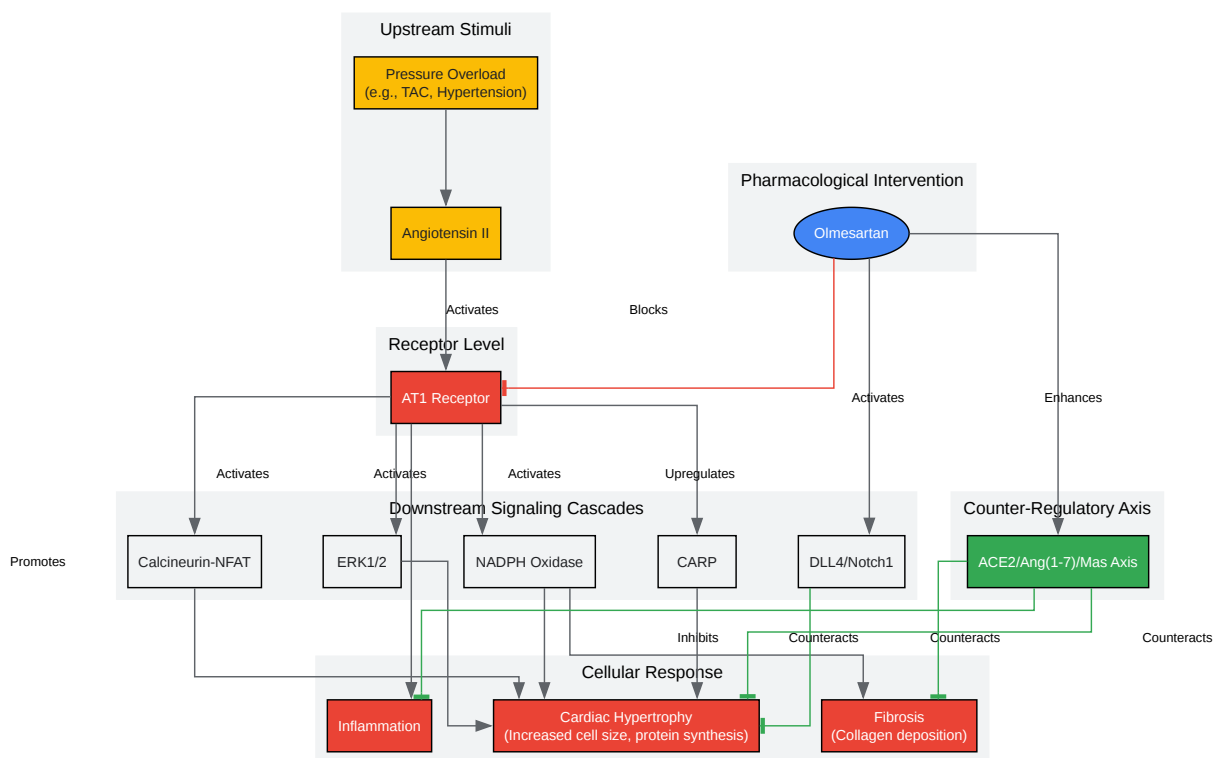 Upstream Stimuli
Pressure Overload
(e.g., TAC, Hypertension)
Pharmacological Intervention
Angiotensin II
Olmesartan
Activates
Blocks
Receptor Level
AT1 Receptor
Activates
Enhances
Activates
Activates
Activates
Upregulates
Downstream Signaling Cascades
Counter-Regulatory Axis
Promotes
Calcineurin-NFAT
ERK1/2
NADPH Oxidase
CARP
DLL4/Notch1
ACE2/Ang(1-7)/Mas Axis
Inhibits
Counteracts
Counteracts
Counteracts
Cellular Response
Inflammation
Cardiac Hypertrophy
(Increased cell size, protein synthesis)
Fibrosis
(Collagen deposition)